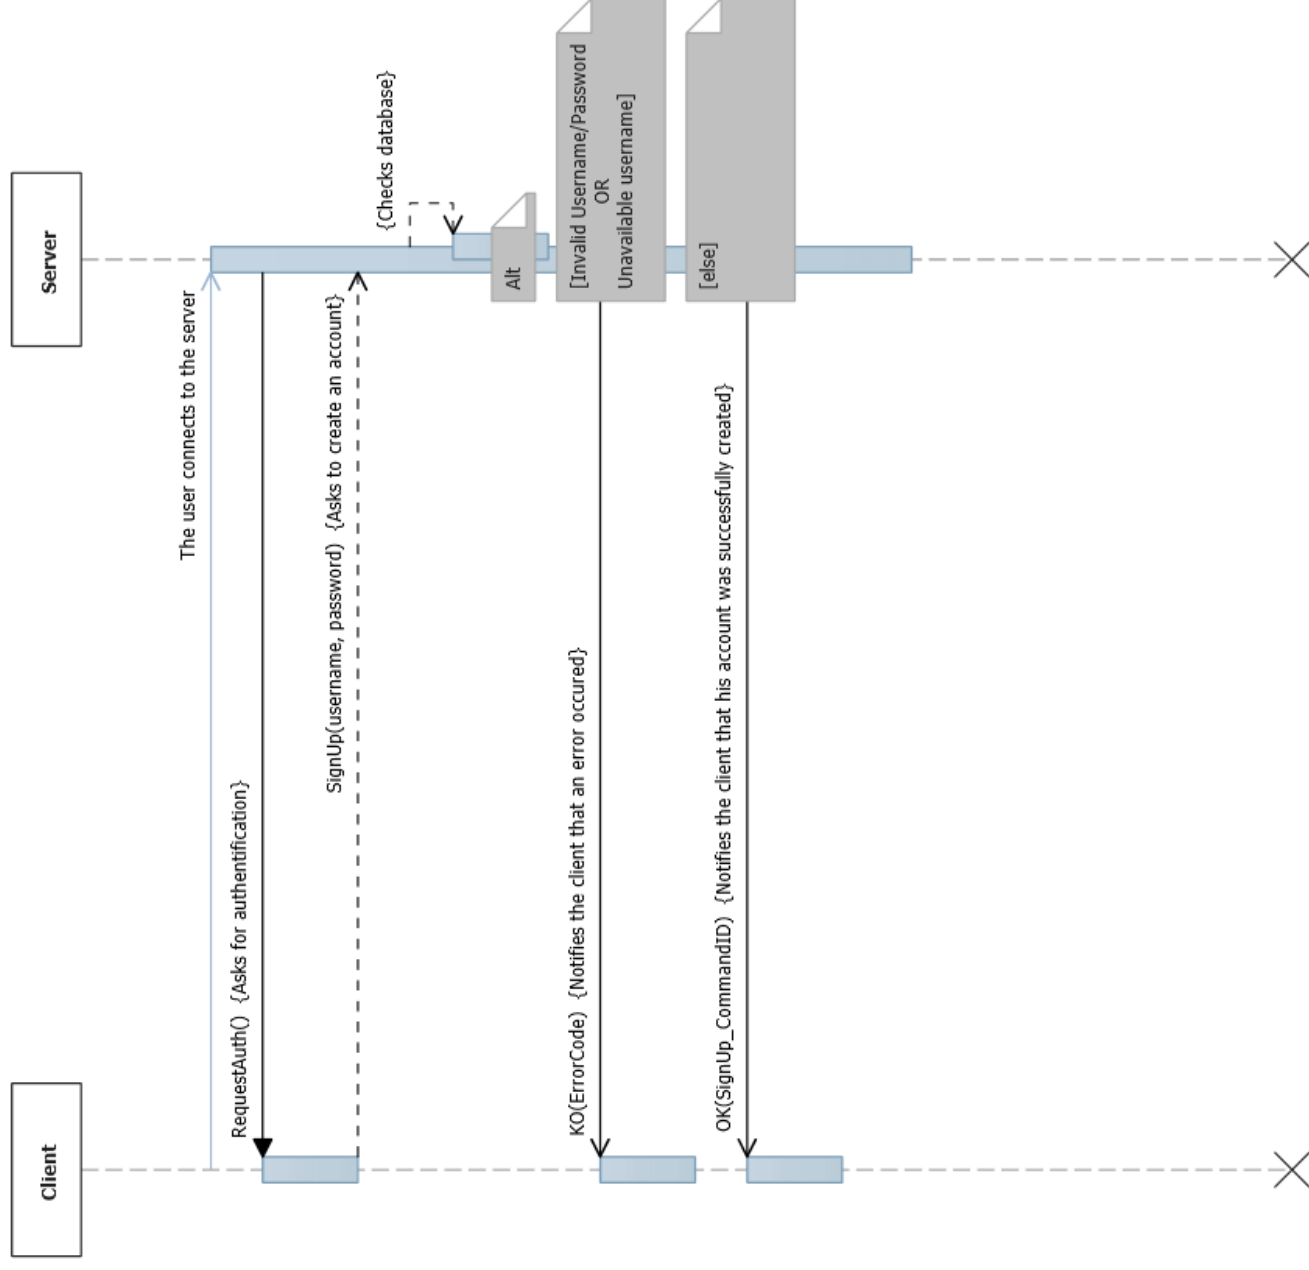 Client
Server
The user connects to the server
RequestAuth() {Asks for authentification}
SignUp(username, password) {Asks to create an account}
{Checks database}
Alt
[Invalid Username/Password
OR
Unavailable username]
KO(ErrorCode) {Notifies the client that an error occured}
[else]
OK(SignUp_CommandID) {Notifies the client that his account was successfully created}